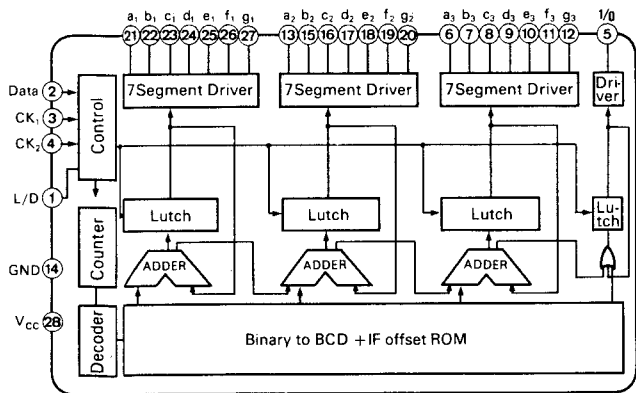 a₁ b₁ c₁ d₁ e₁ f₁ g₁ a₂ b₂ c₂ d₂ e₂ f₂ g₂ a₃ b₃ c₃ d₃ e₃ f₃ g₃ 1/0
21 22 23 24 25 26 27 13 15 16 17 18 19 20 6 7 8 9 10 11 12 5
7Segment Driver 7Segment Driver 7Segment Driver Dri-
ver
Data 2
CK₁ 3
CK₂ 4
Control
L/D 1
Lutch Lutch Lutch Lu-
tch
Counter
GND 14
ADDER ADDER ADDER
Vcc 28
Decoder
Binary to BCD + IF offset ROM